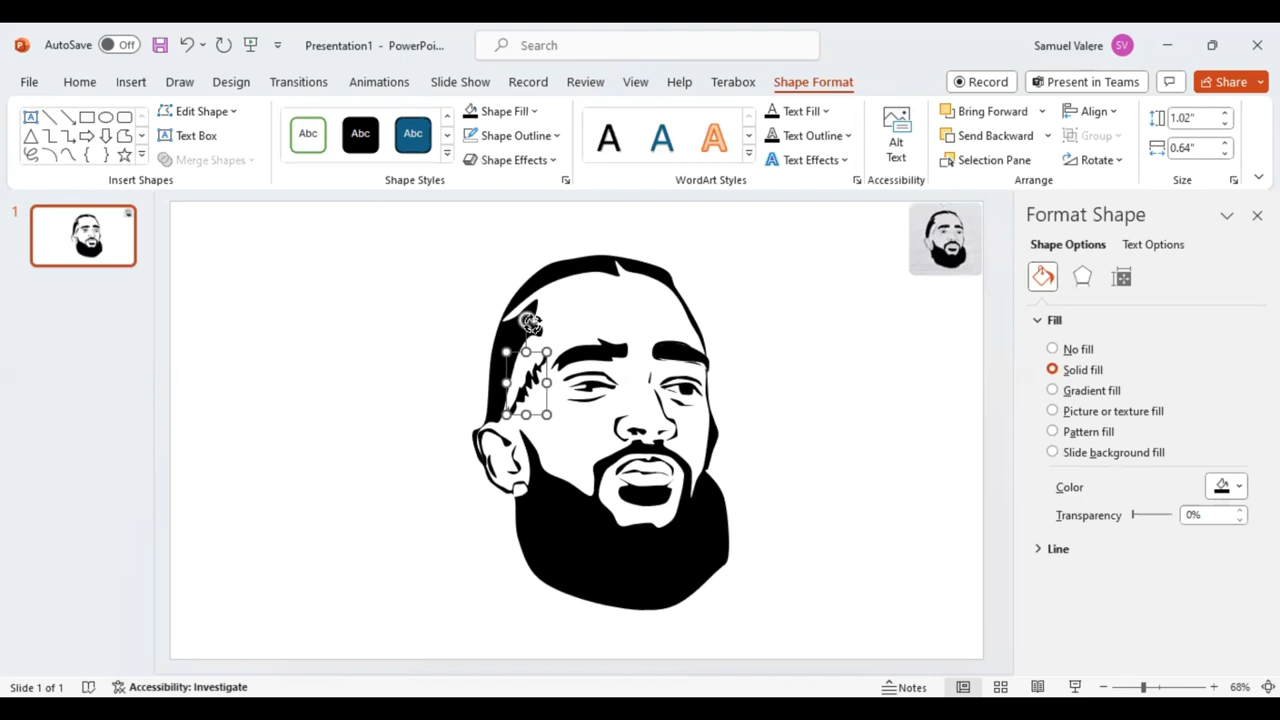 AutoSave Off Presentation1 - PowerPoi... Search Samuel Valere SV
File Home Insert Draw Design Transitions Animations Slide Show Record Review View Help Terabox Shape Format Record Present in Teams Share
Edit Shape
Text Box
Merge Shapes
Insert Shapes
Abc Abc Abc
Shape Fill
Shape Outline
Shape Effects
Shape Styles
A A A
Text Fill
Text Outline
Text Effects
WordArt Styles
Alt
Text
Accessibility
Bring Forward
Send Backward
Selection Pane
Align
Group
Rotate
Arrange
1.02"
0.64"
Size
1
Format Shape
Shape Options Text Options
Fill
No fill
Solid fill
Gradient fill
Picture or texture fill
Pattern fill
Slide background fill
Color
Transparency 0%
Line
Slide 1 of 1 Accessibility: Investigate Notes 68%